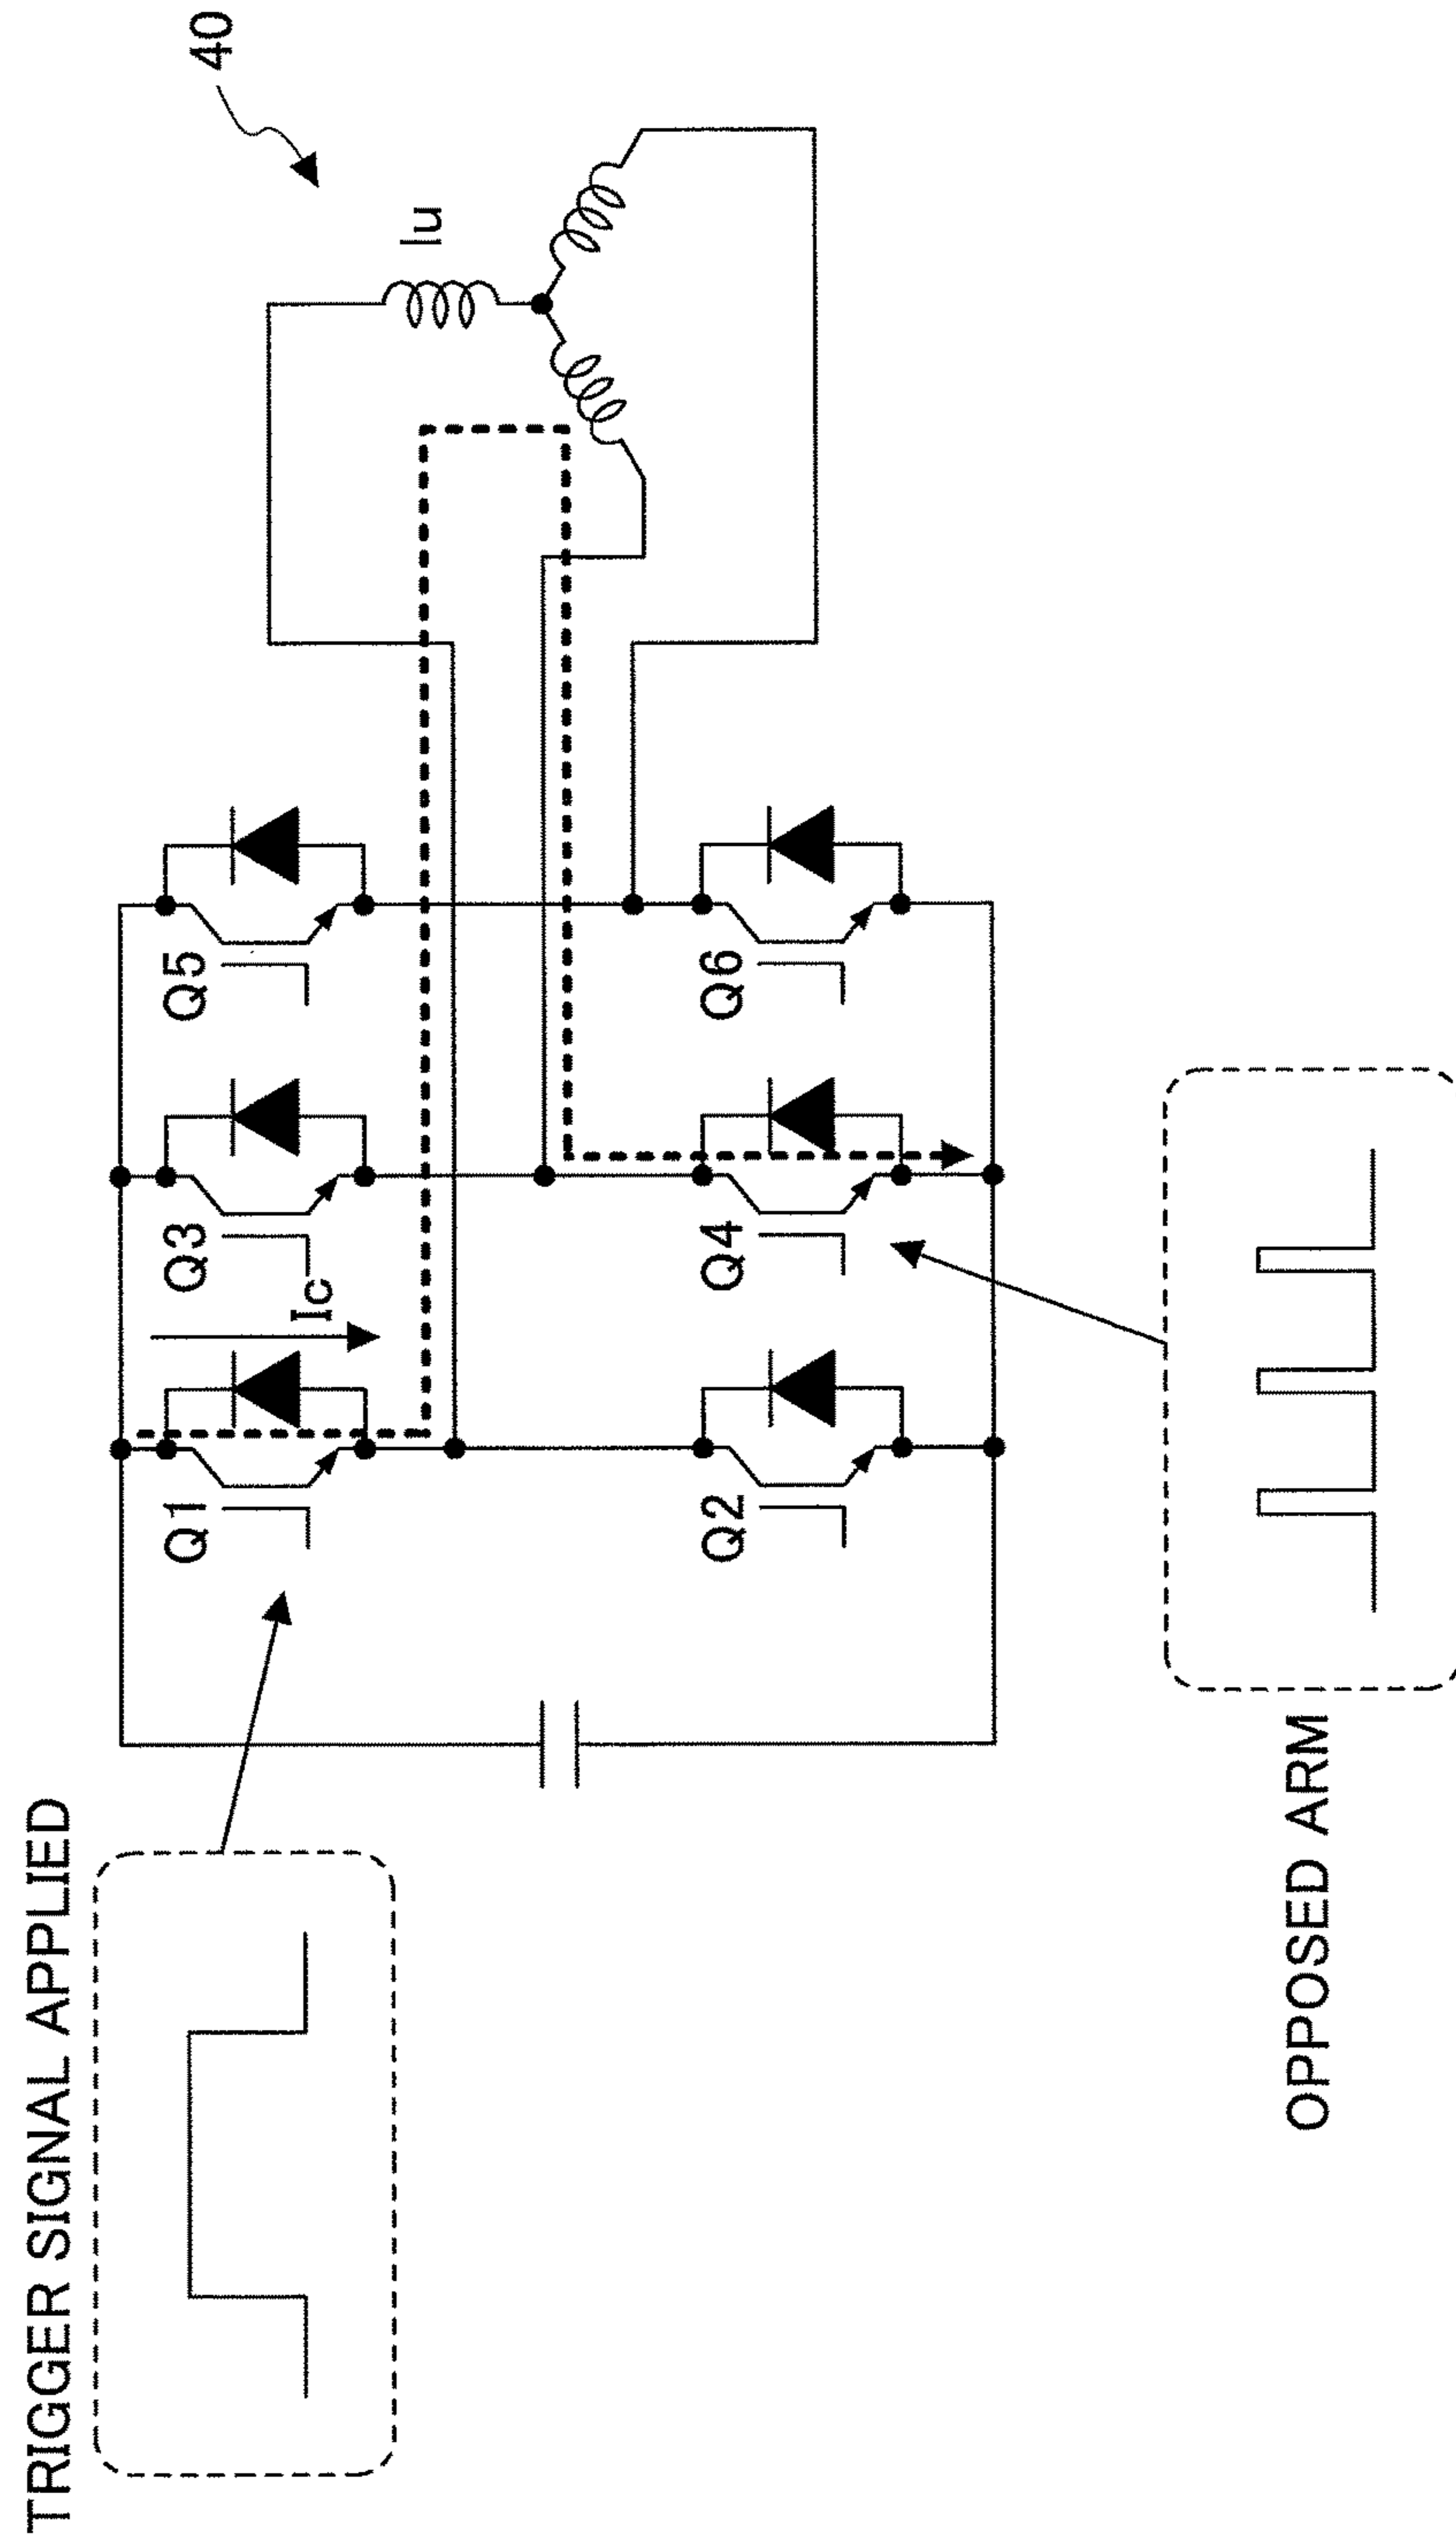 TRIGGER SIGNAL APPLIED
Q1
Ic
Q3
Q5
Iu
40
Q2
Q4
Q6
OPPOSED ARM